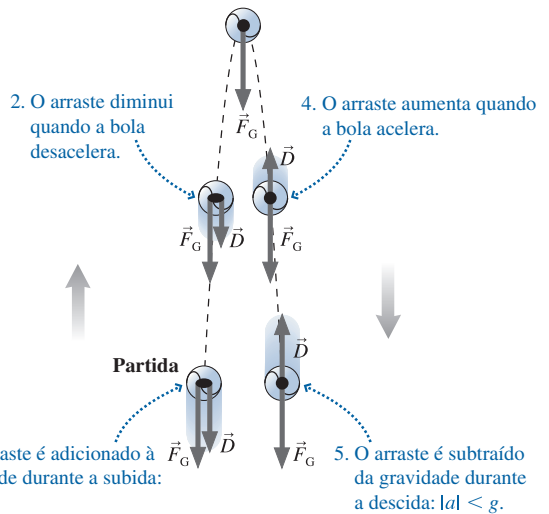 F⃗G
2. O arraste diminui
quando a bola
desacelera.
4. O arraste aumenta quando
a bola acelera.
D⃗
F⃗G
D⃗
F⃗G
Partida
D⃗
aste é adicionado à
de durante a subida:
F⃗G
D⃗
F⃗G
5. O arraste é subtraído
da gravidade durante
a descida: |a| < g.